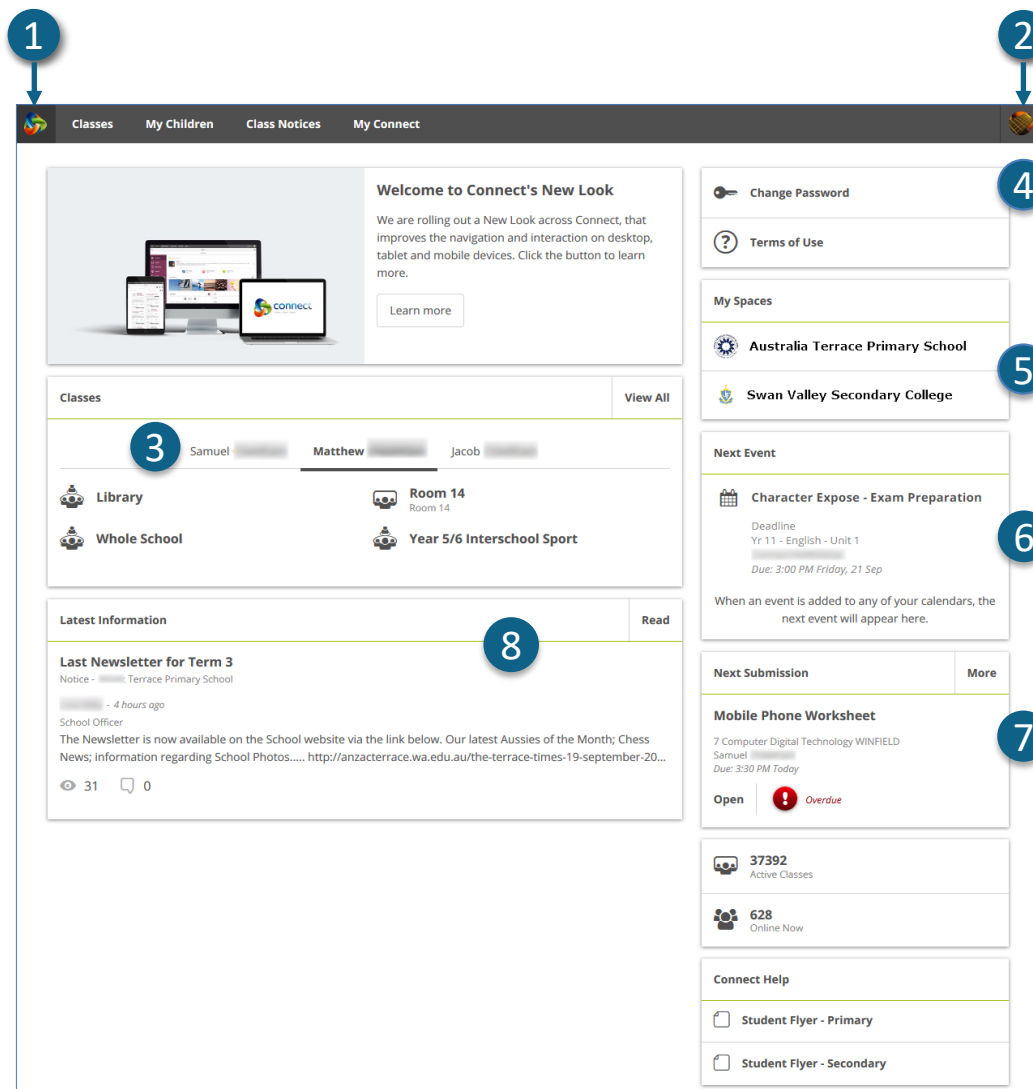 1
2
Classes My Children Class Notices My Connect
Welcome to Connect's New Look
We are rolling out a New Look across Connect, that
improves the navigation and interaction on desktop,
tablet and mobile devices. Click the button to learn
more.
Learn more
connect
Classes View All
3
Samuel Matthew Jacob
Library
Room 14
Room 14
Whole School
Year 5/6 Interschool Sport
Latest Information Read
8
Last Newsletter for Term 3
Notice - Terrace Primary School
- 4 hours ago
School Officer
The Newsletter is now available on the School website via the link below. Our latest Aussies of the Month; Chess
News; information regarding School Photos..... http://anzacterrace.wa.edu.au/the-terrace-times-19-september-20...
31 0
4
Change Password
Terms of Use
My Spaces
Australia Terrace Primary School
5
Swan Valley Secondary College
Next Event
Character Expose - Exam Preparation
6
Deadline
Yr 11 - English - Unit 1
Due: 3:00 PM Friday, 21 Sep
When an event is added to any of your calendars, the
next event will appear here.
Next Submission More
Mobile Phone Worksheet
7
7 Computer Digital Technology WINFIELD
Samuel
Due: 3:30 PM Today
Open Overdue
37392
Active Classes
628
Online Now
Connect Help
Student Flyer - Primary
Student Flyer - Secondary